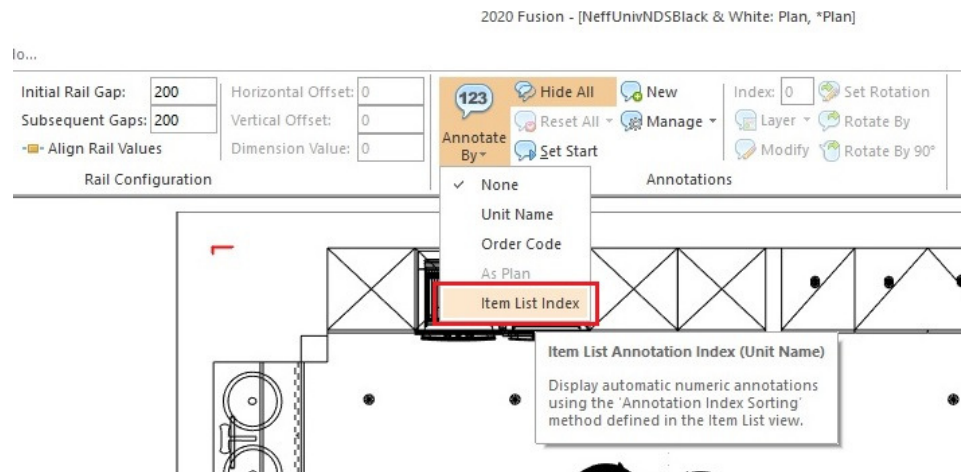 2020 Fusion - [NeffUnivNDSBlack & White: Plan, *Plan]
lo...
Initial Rail Gap: 200 Horizontal Offset: 0
Subsequent Gaps: 200 Vertical Offset: 0
Align Rail Values Dimension Value: 0
Rail Configuration
123
Annotate
By
Hide All New Index: 0 Set Rotation
Reset All Manage Layer Rotate By
Set Start Modify Rotate By 90°
Annotations
None
Unit Name
Order Code
As Plan
Item List Index
Item List Annotation Index (Unit Name)
Display automatic numeric annotations
using the 'Annotation Index Sorting'
method defined in the Item List view.